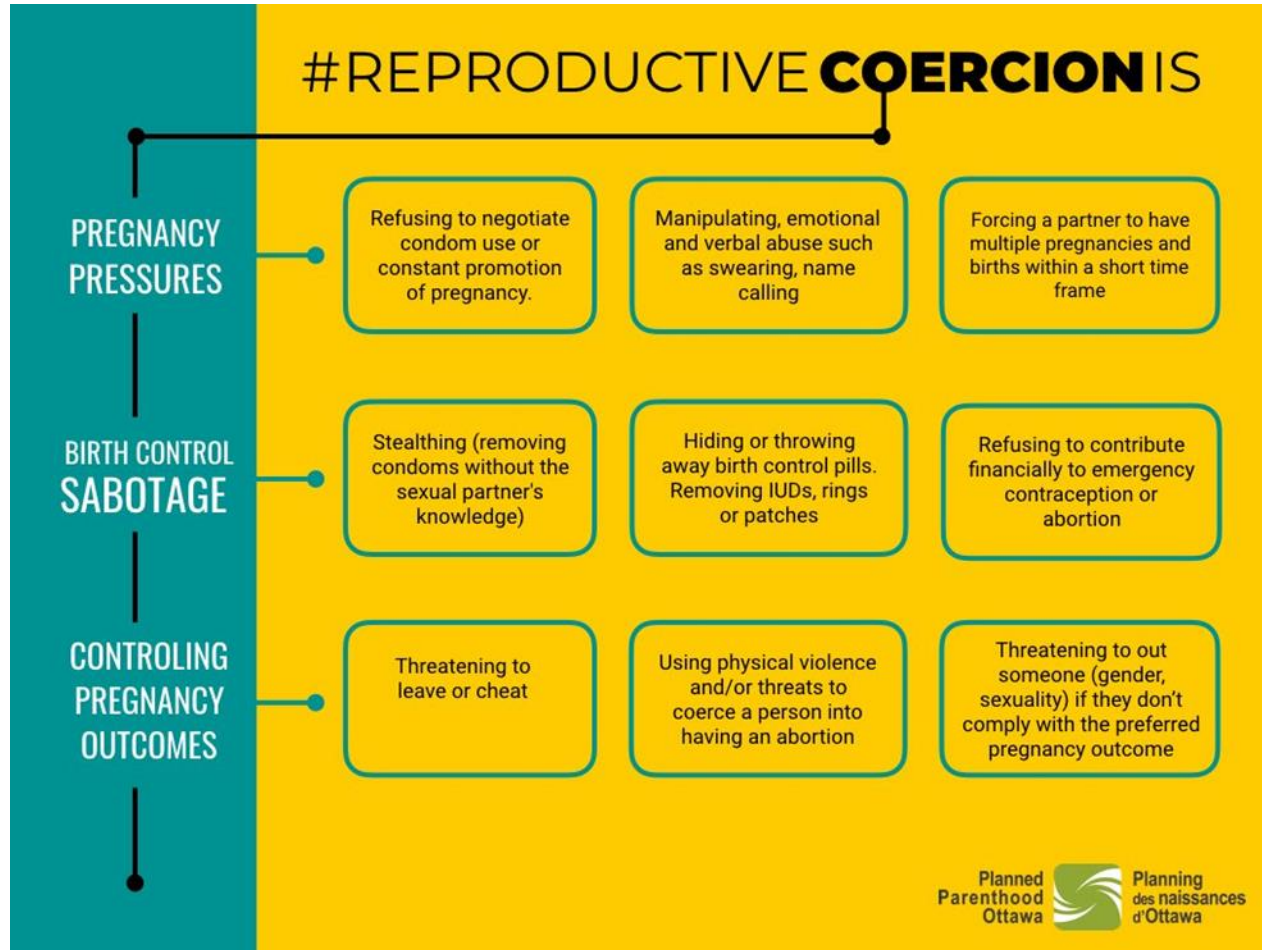 #REPRODUCTIVE COERCION IS
PREGNANCY
PRESSURES
Refusing to negotiate
condom use or
constant promotion
of pregnancy.
Manipulating, emotional
and verbal abuse such
as swearing, name
calling
Forcing a partner to have
multiple pregnancies and
births within a short time
frame
BIRTH CONTROL
SABOTAGE
Stealthing (removing
condoms without the
sexual partner's
knowledge)
Hiding or throwing
away birth control pills.
Removing IUDs, rings
or patches
Refusing to contribute
financially to emergency
contraception or
abortion
CONTROLING
PREGNANCY
OUTCOMES
Threatening to
leave or cheat
Using physical violence
and/or threats to
coerce a person into
having an abortion
Threatening to out
someone (gender,
sexuality) if they don’t
comply with the preferred
pregnancy outcome
Planned
Parenthood
Ottawa
Planning
des naissances
d'Ottawa